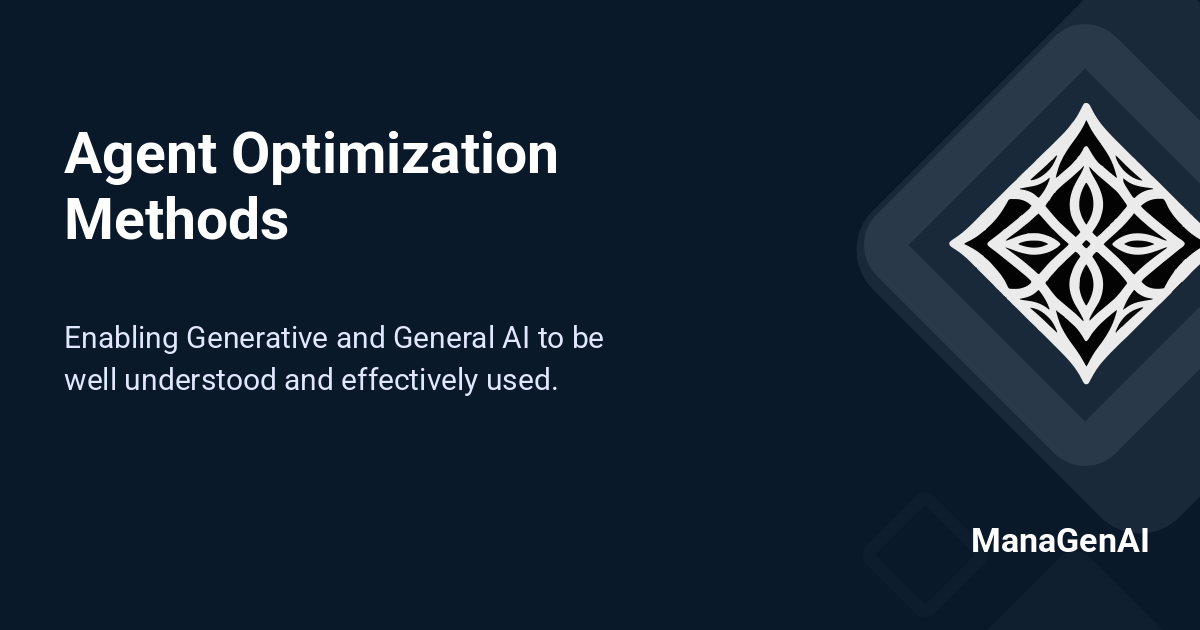 Agent Optimization
Methods
Enabling Generative and General AI to be
well understood and effectively used.
ManaGenAI